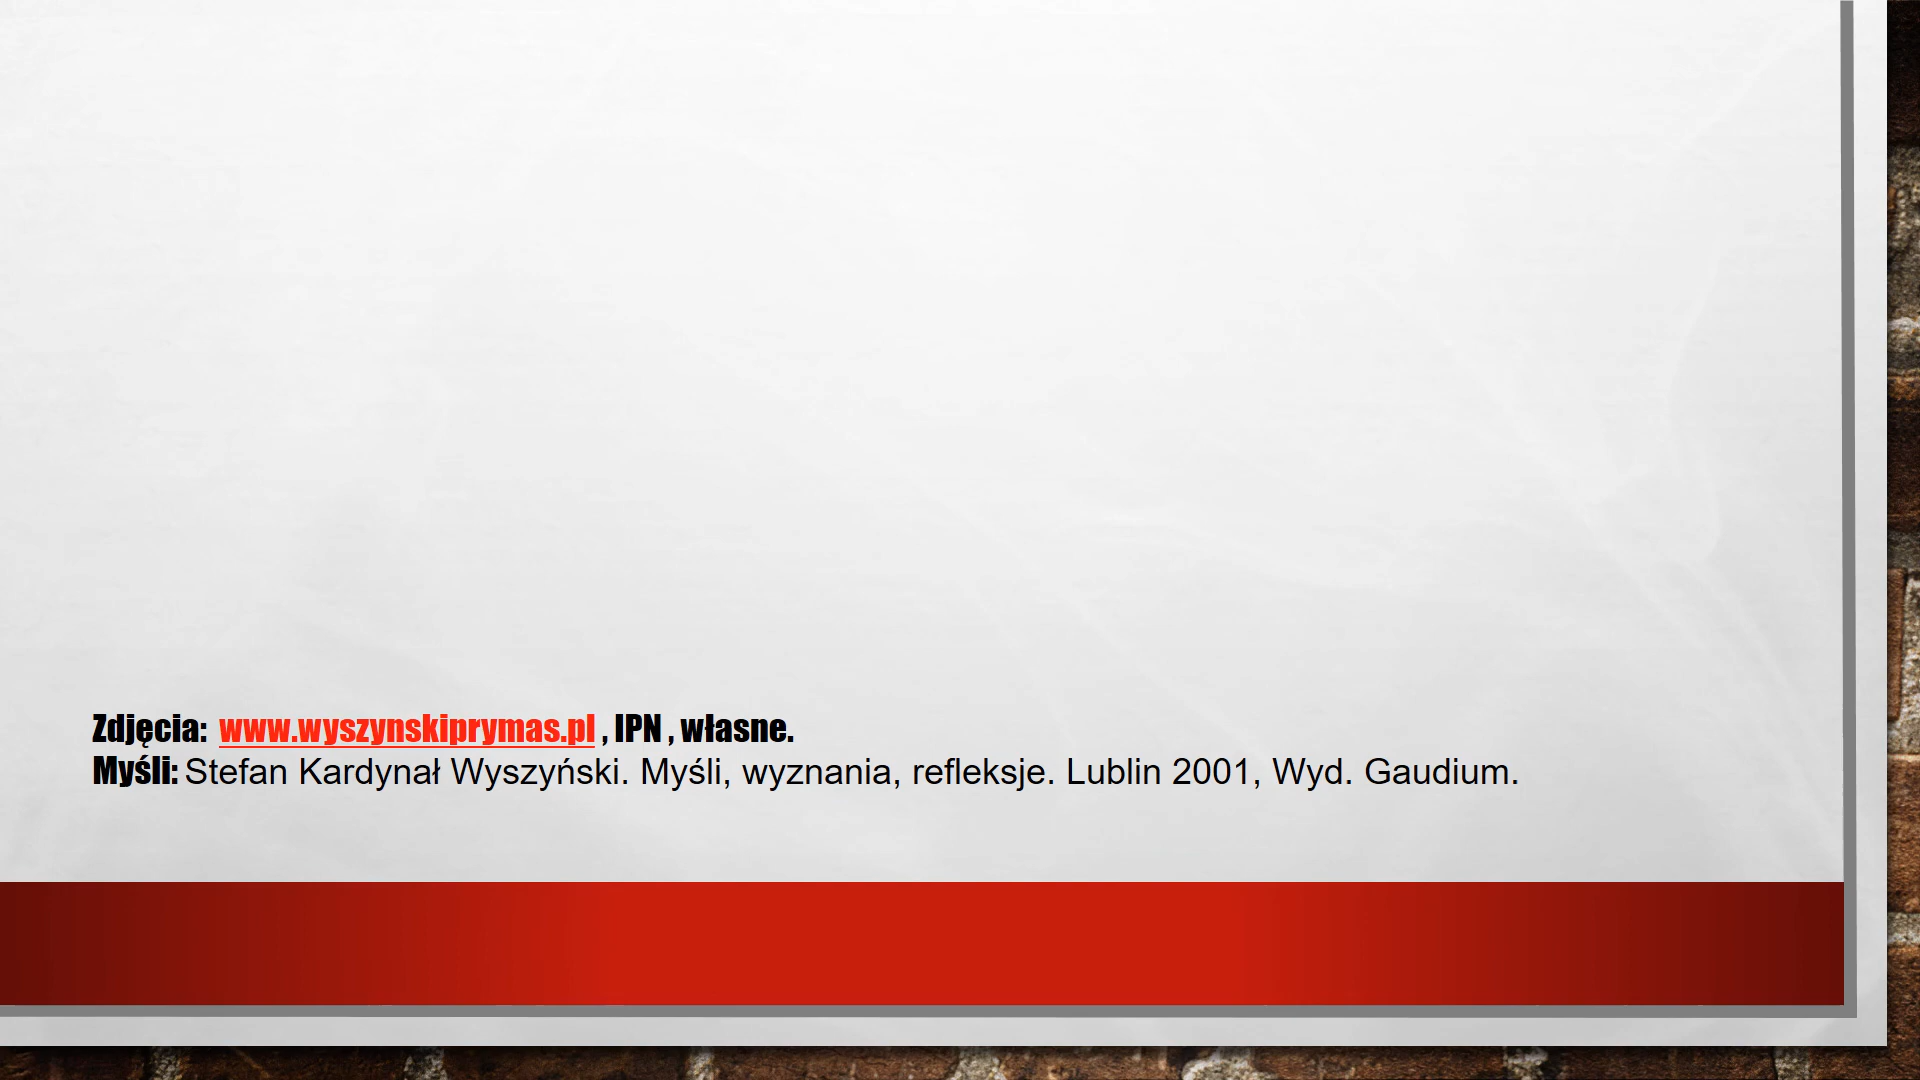 Zdjęcia: www.wyszynskiprymas.pl , IPN , własne.
Myśli: Stefan Kardynał Wyszyński. Myśli, wyznania, refleksje. Lublin 2001, Wyd. Gaudium.